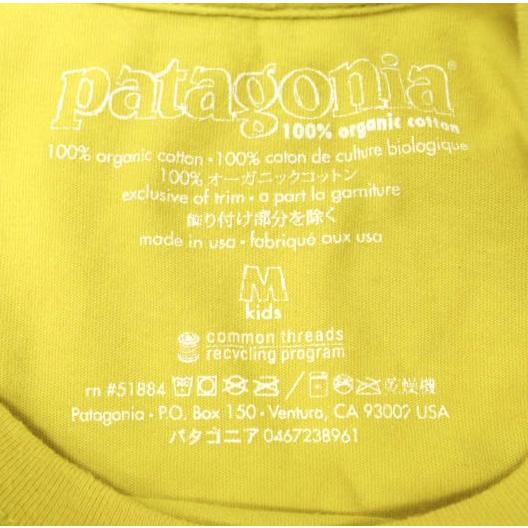 patagonia®
100% organic cotton
100% organic cotton • 100% coton de culture biologique
100% オーガニックコットン
exclusive of trim • a part la garniture
飾り付け部分を除く
made in usa • fabriqué aux usa
M
kids
common threads
recycling program
rn #51884 乾燥機
Patagonia • P.O. Box 150 • Ventura, CA 93002 USA
パタゴニア 0467238961